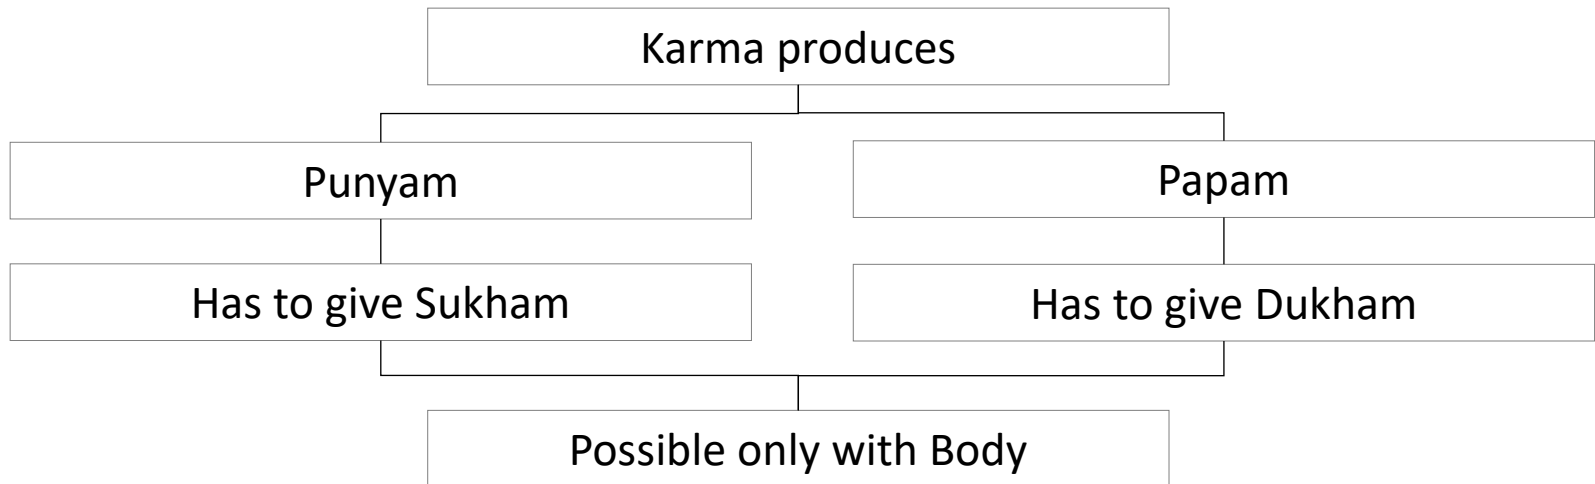 Karma produces
Punyam
Papam
Has to give Sukham
Has to give Dukham
Possible only with Body